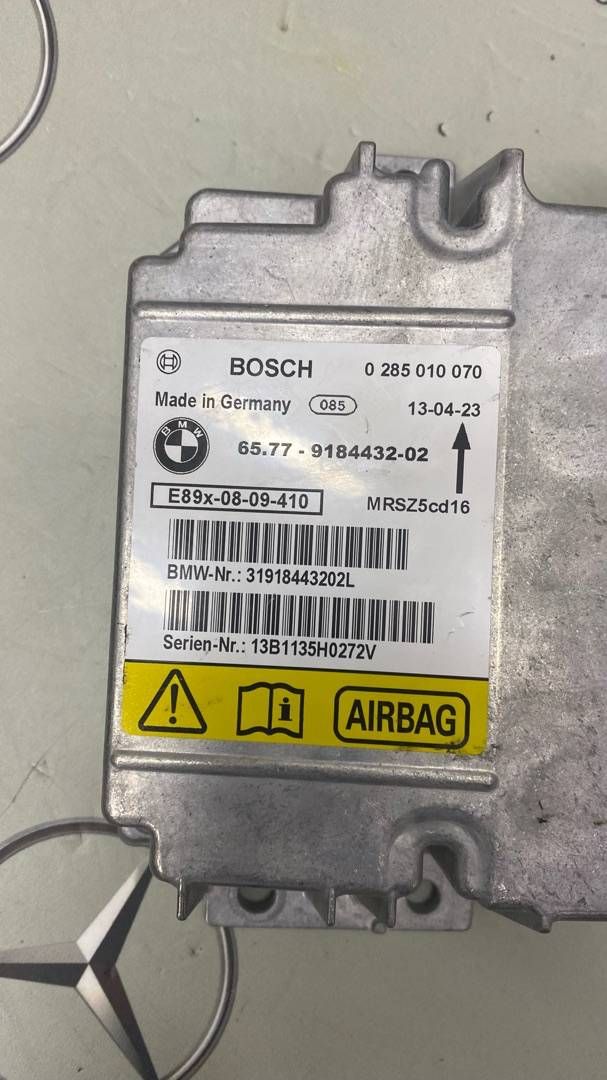 BOSCH 0 285 010 070
Made in Germany 085 13-04-23
BMW 65.77 - 9184432-02
E89x-08-09-410 MRSZ5cd16
BMW-Nr.: 31918443202L
Serien-Nr.: 13B1135H0272V
AIRBAG